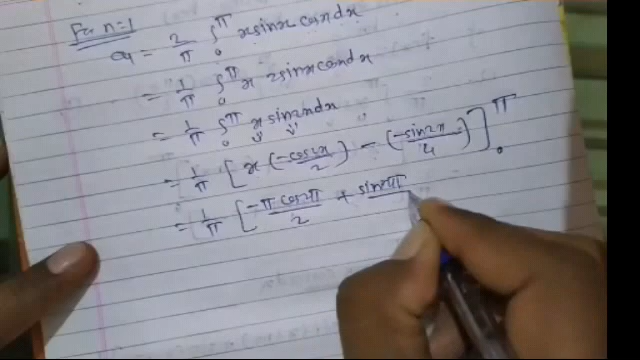 For n=1
a₁ = 2/π ∫₀^π x sinx cosx dx
= 1/π ∫₀^π x 2sinx cosx dx
= 1/π ∫₀^π x sin2x dx
= 1/π [ x (-cos2x/2) - (-sin2x/4) ]₀^π
= 1/π [ -π cos2π/2 + sin2π